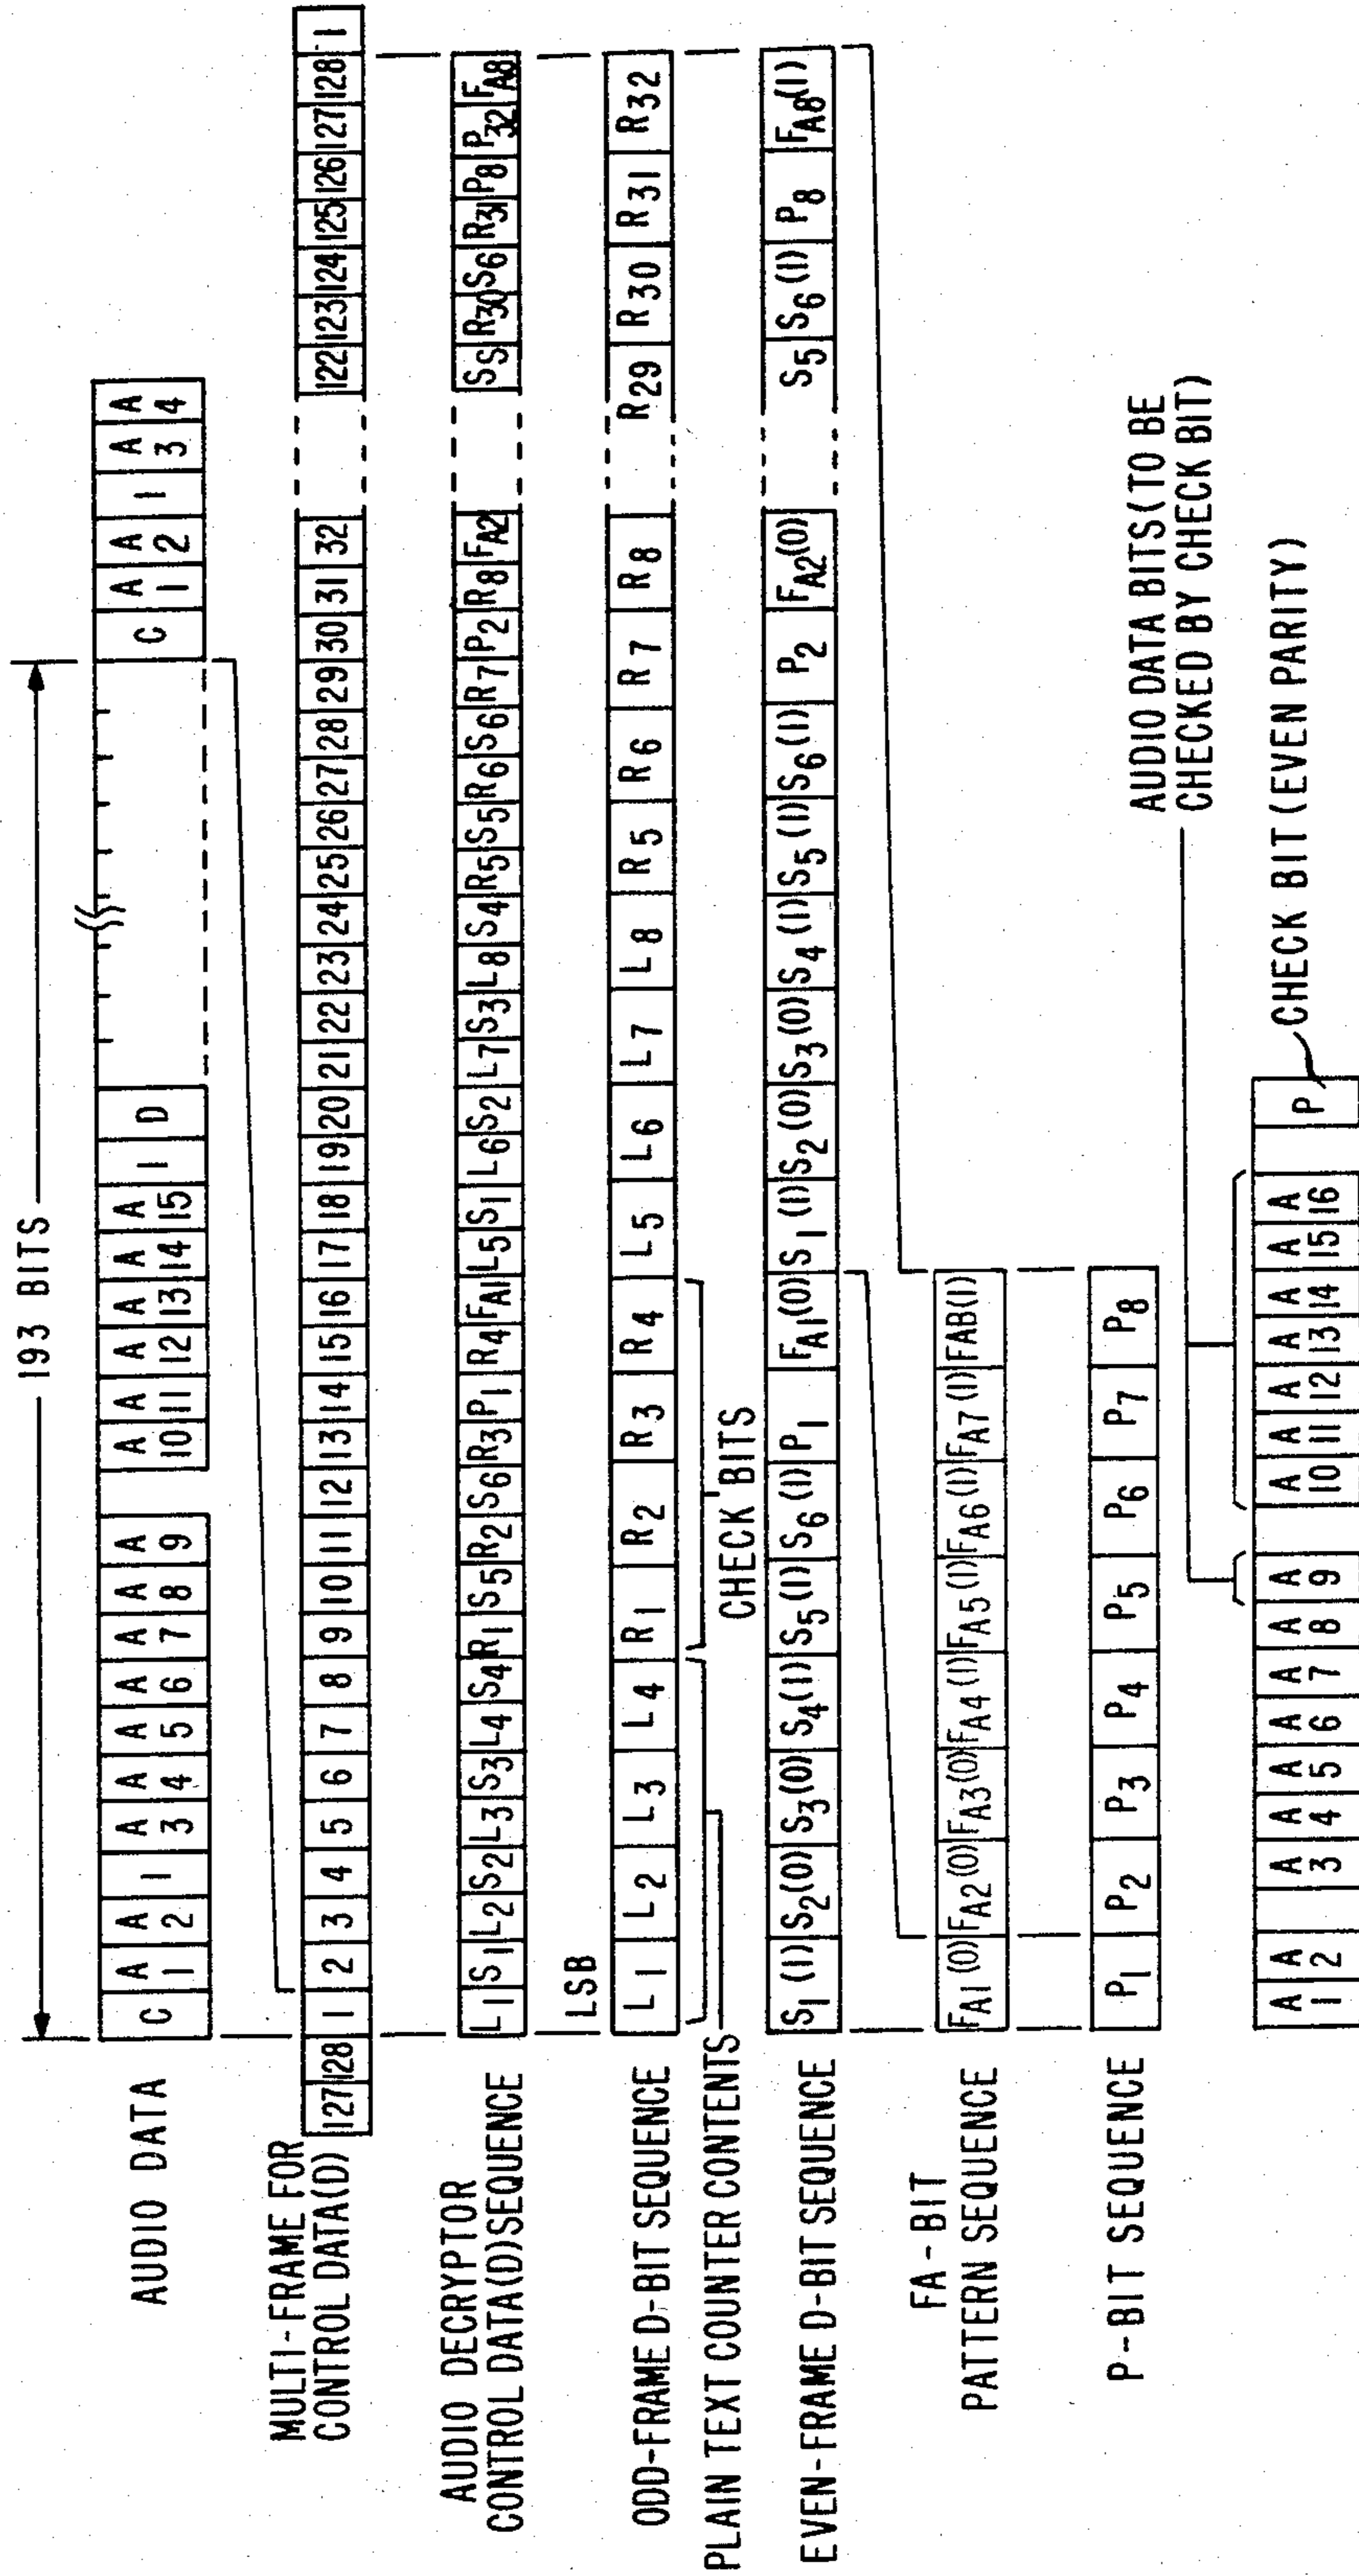 193 BITS
AUDIO DATA
C A1 A2 1 A3 A4 A5 A6 A7 A8 A9 A10 A11 A12 A13 A14 A15 1 D C A1 A2 1 A3 A4
MULTI-FRAME FOR
CONTROL DATA(D)
127 128 1 2 3 4 5 6 7 8 9 10 11 12 13 14 15 16 17 18 19 20 21 22 23 24 25 26 27 28 29 30 31 32 122 123 124 125 126 127 128 1
AUDIO DECRYPTOR
CONTROL DATA(D)SEQUENCE
L1 S1 L2 S2 L3 S3 L4 S4 R1 S5 R2 S6 R3 P1 R4 FA1 L5 S1 L6 S2 L7 S3 L8 S4 R5 S5 R6 S6 R7 P2 R8 FA2 SS R30 S6 R31 P8 P32 FA8
LSB
ODD-FRAME D-BIT SEQUENCE
L1 L2 L3 L4 R1 R2 R3 R4 L5 L6 L7 L8 R5 R6 R7 R8 R29 R30 R31 R32
PLAIN TEXT COUNTER CONTENTS
CHECK BITS
EVEN-FRAME D-BIT SEQUENCE
S1(1) S2(0) S3(0) S4(1) S5(1) S6(1) P1 FA1(0) S1(1) S2(0) S3(0) S4(1) S5(1) S6(1) P2 FA2(0) S5 S6(1) P8 FA8(1)
FA-BIT
PATTERN SEQUENCE
FA1(0) FA2(0) FA3(0) FA4(1) FA5(1) FA6(1) FA7(1) FAB(1)
P-BIT SEQUENCE
P1 P2 P3 P4 P5 P6 P7 P8
AUDIO DATA BITS(TO BE
CHECKED BY CHECK BIT)
CHECK BIT(EVEN PARITY)
A1 A2 A3 A4 A5 A6 A7 A8 A9 A10 A11 A12 A13 A14 A15 A16 P